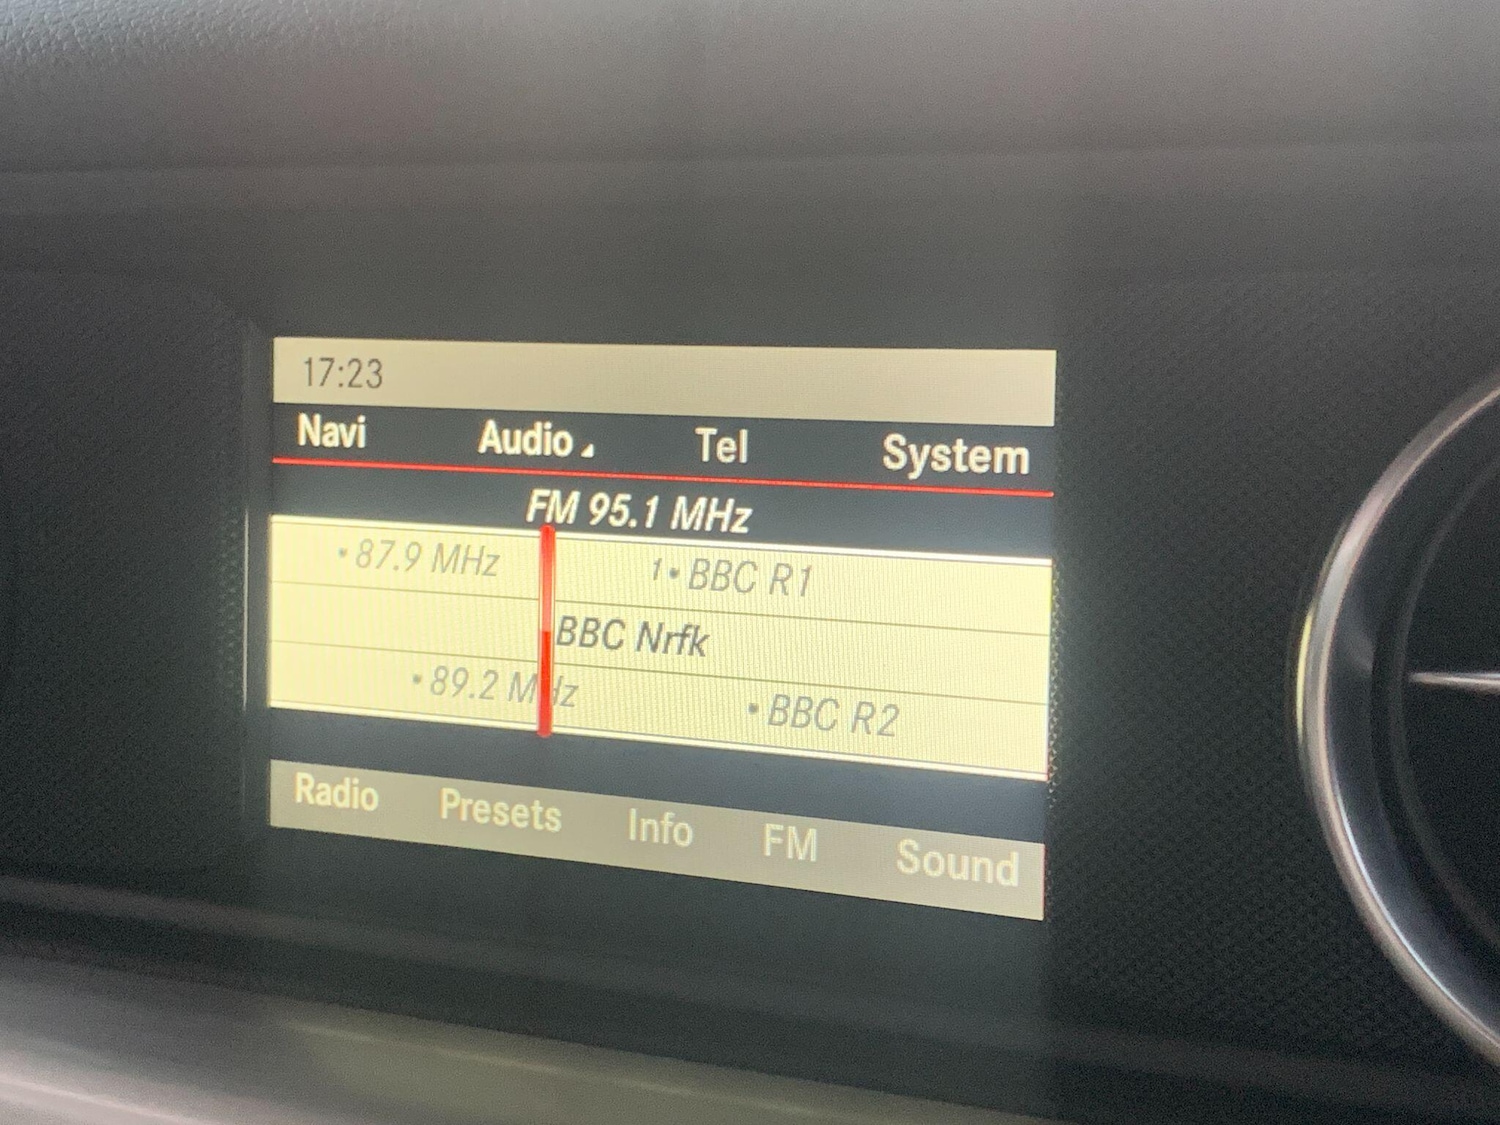 17:23
Navi Audio Tel System
FM 95.1 MHz
• 87.9 MHz 1• BBC R1
BBC Nrfk
• 89.2 MHz • BBC R2
Radio Presets Info FM Sound